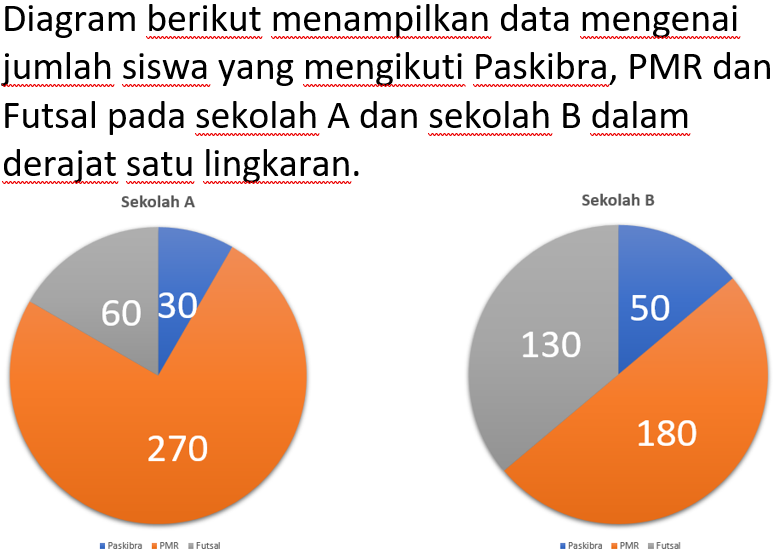 Diagram berikut menampilkan data mengenai
jumlah siswa yang mengikuti Paskibra, PMR dan
Futsal pada sekolah A dan sekolah B dalam
derajat satu lingkaran.
Sekolah A
60
30
270
Paskibra PMR Futsal
Sekolah B
50
130
180
Paskibra PMR Futsal